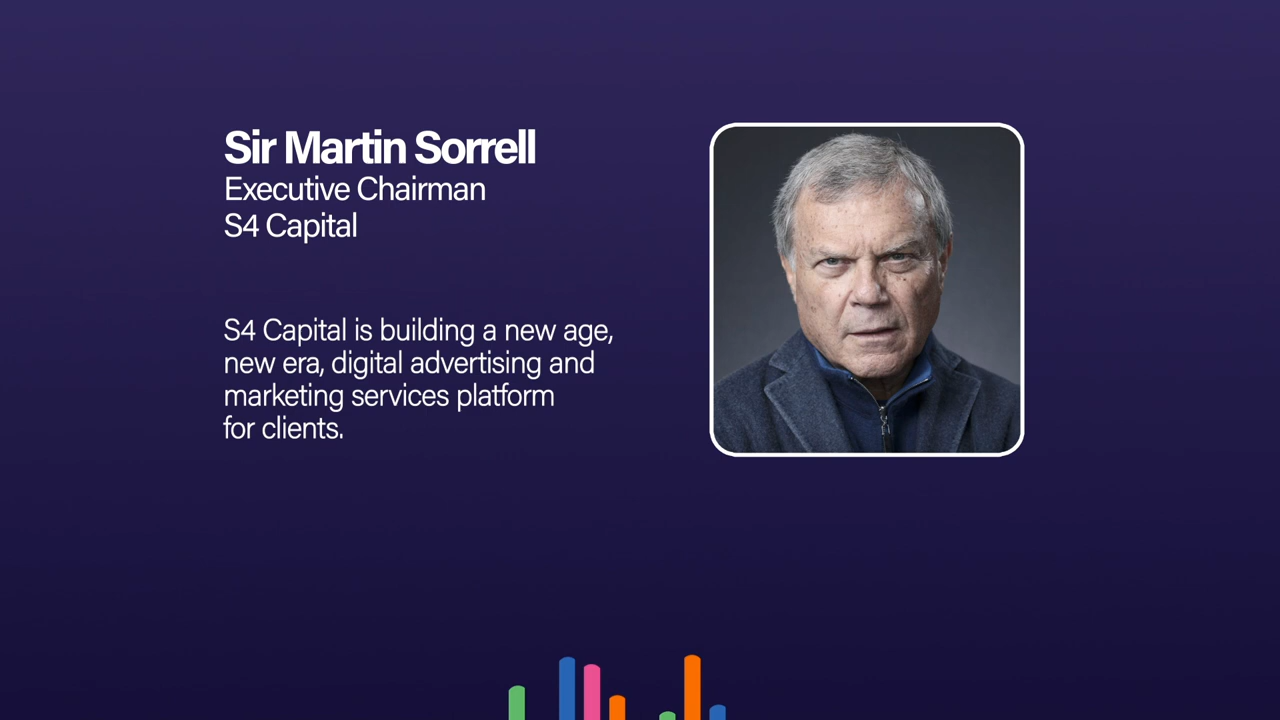 Sir Martin Sorrell
Executive Chairman
S4 Capital
S4 Capital is building a new age,
new era, digital advertising and
marketing services platform
for clients.